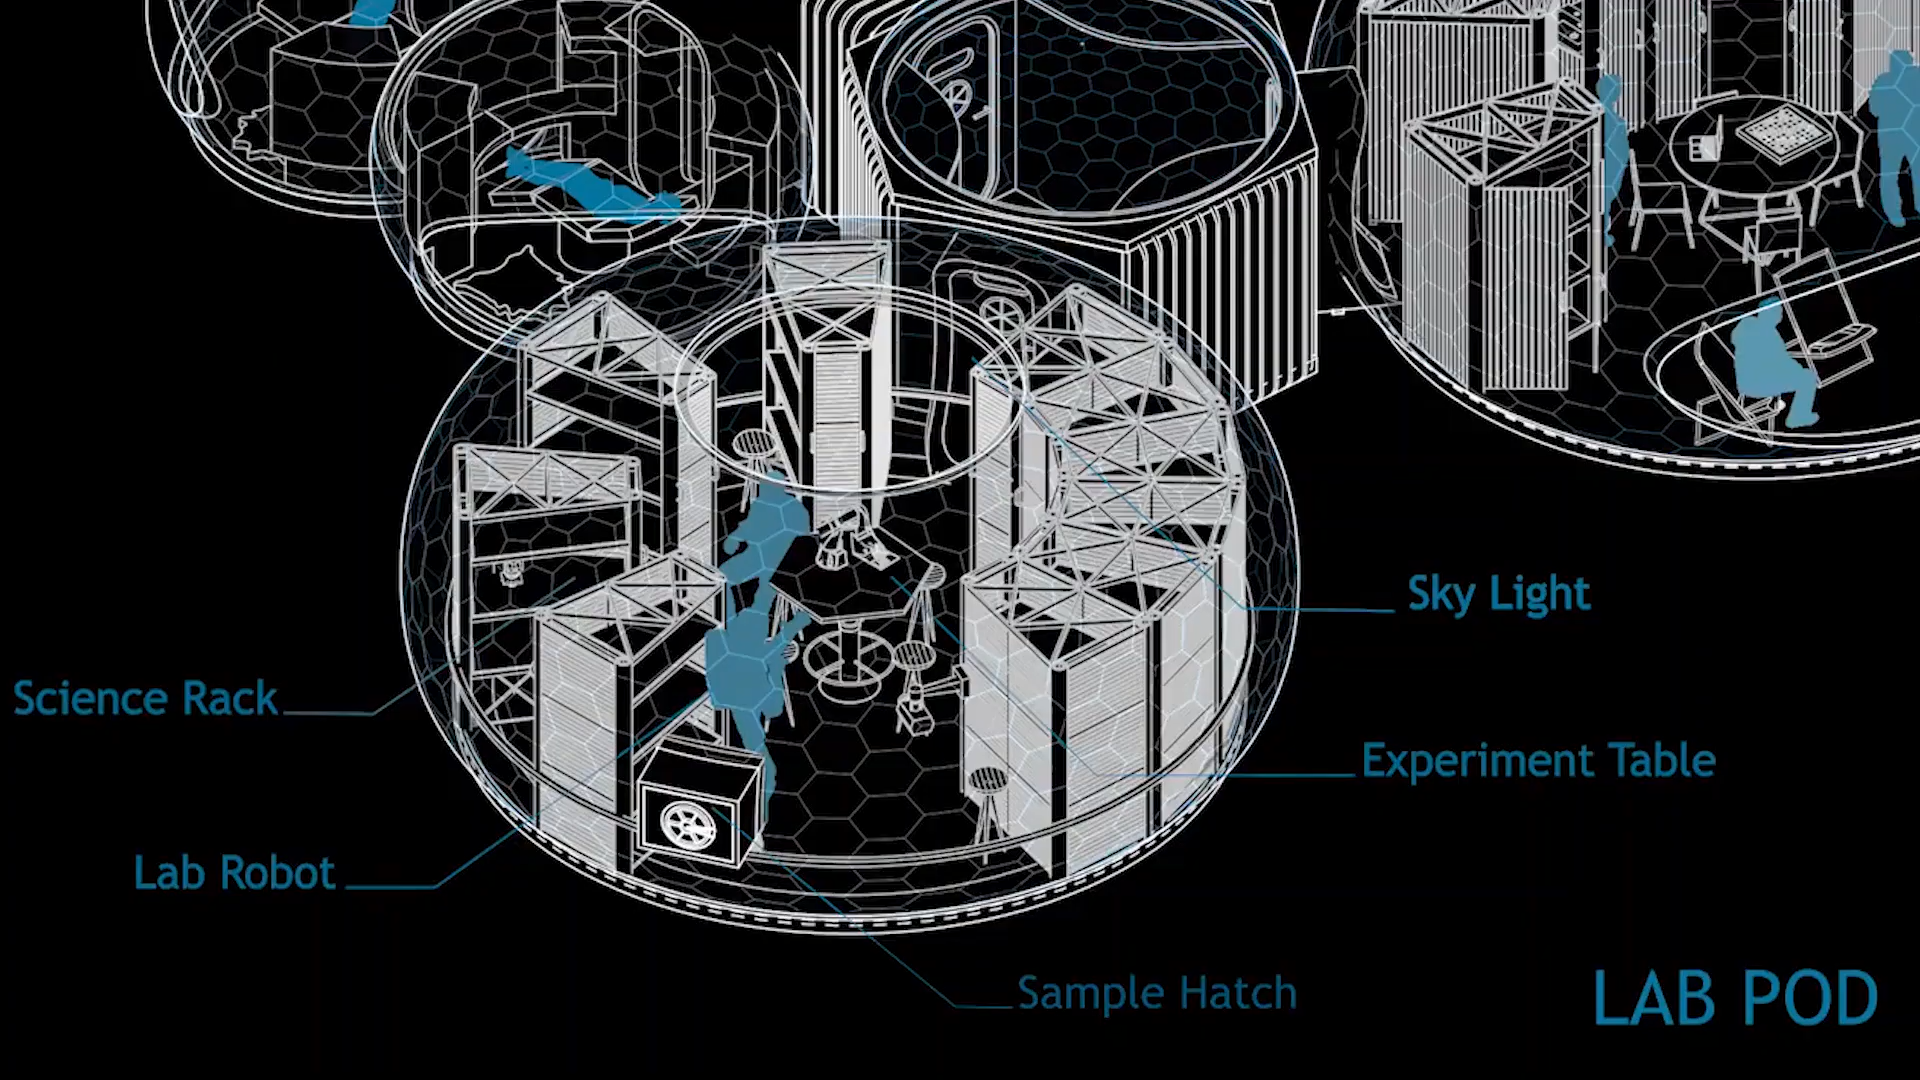 Sky Light
Science Rack
Experiment Table
Lab Robot
Sample Hatch
LAB POD